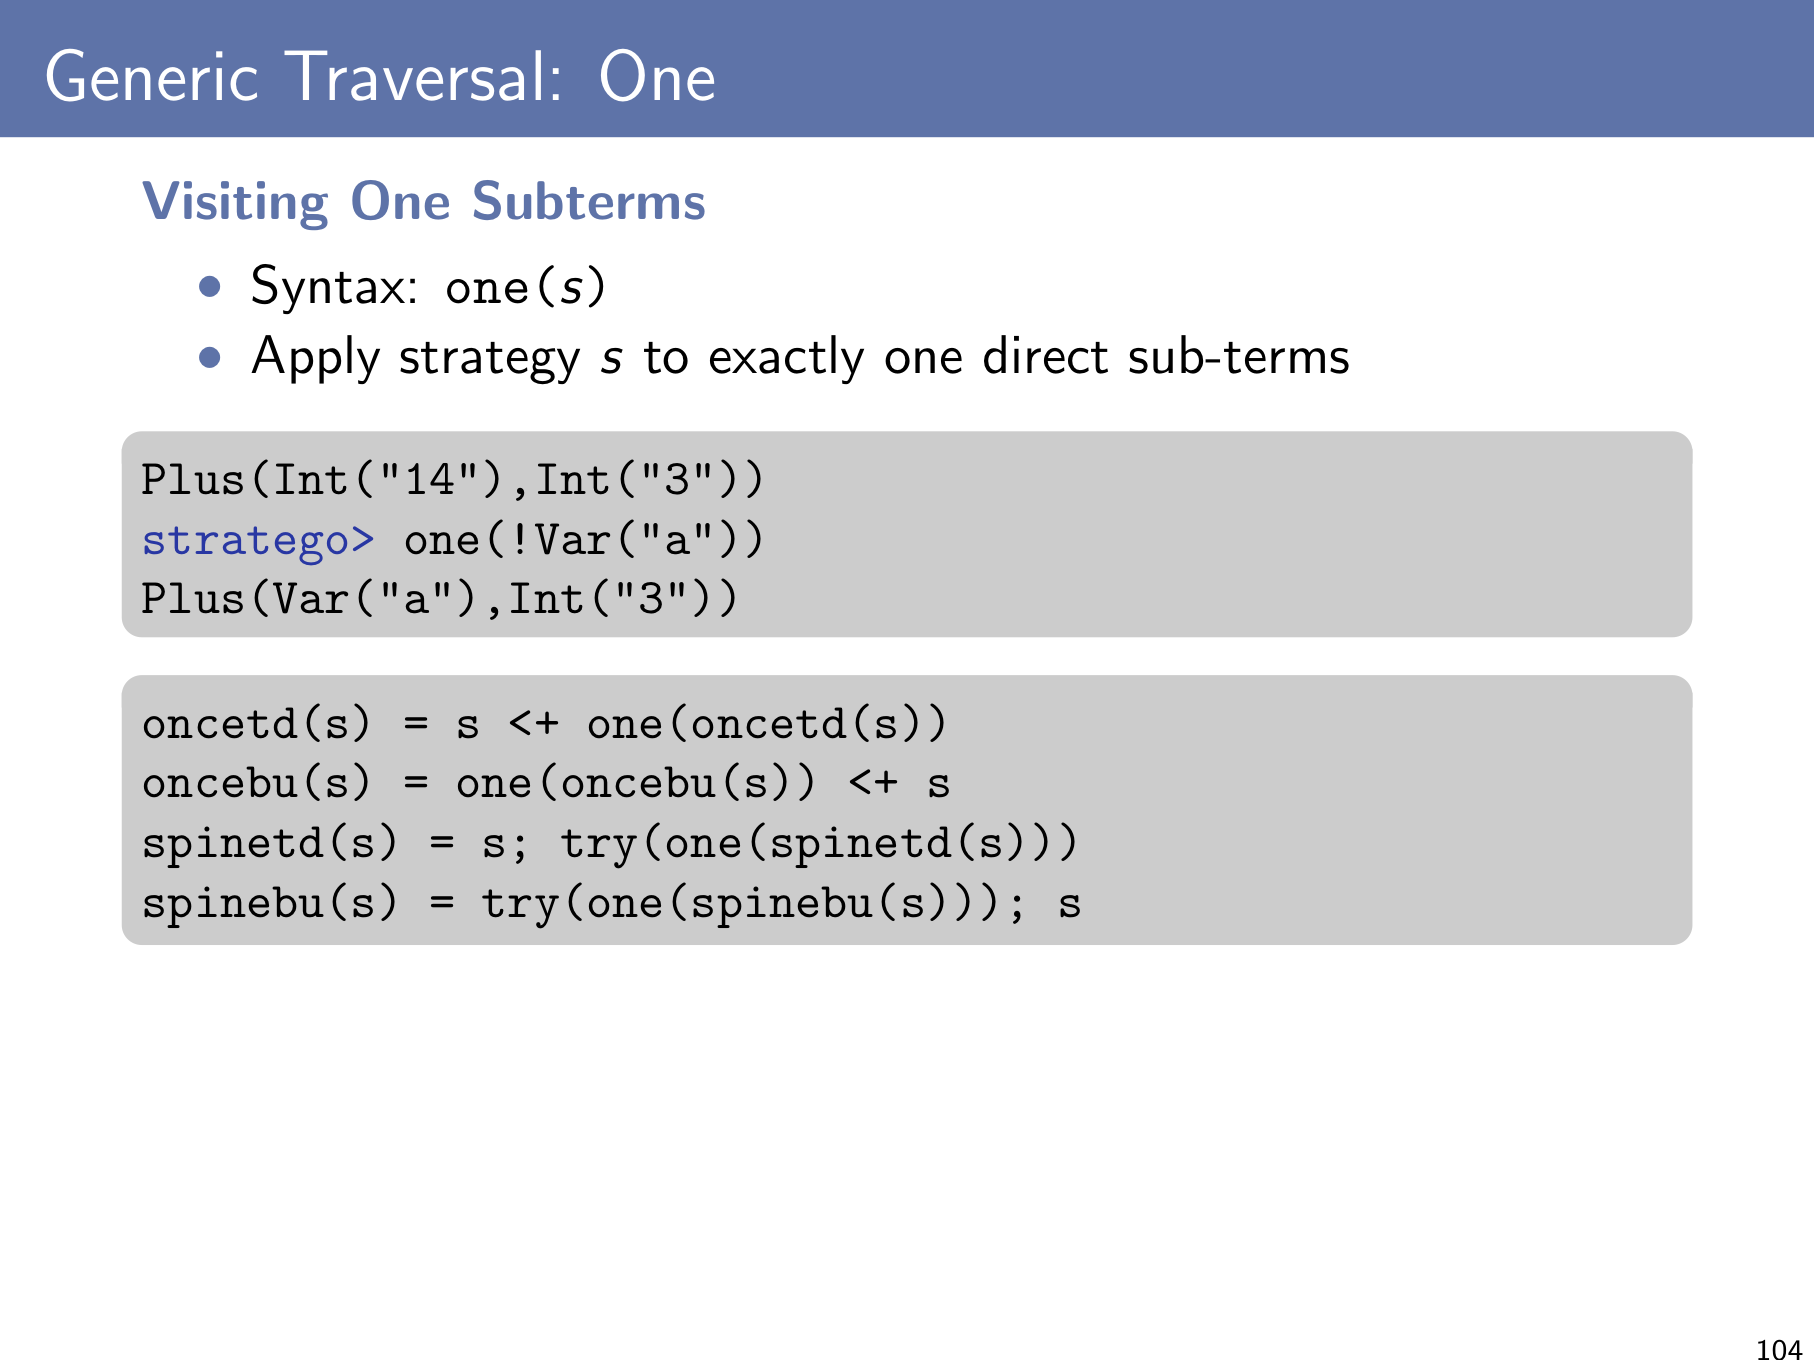 Generic Traversal: One
Visiting One Subterms
• Syntax: one(s)
• Apply strategy s to exactly one direct sub-terms
Plus(Int("14"),Int("3"))
stratego> one(!Var("a"))
Plus(Var("a"),Int("3"))
oncetd(s) = s <+ one(oncetd(s))
oncebu(s) = one(oncebu(s)) <+ s
spinetd(s) = s; try(one(spinetd(s)))
spinebu(s) = try(one(spinebu(s))); s
104